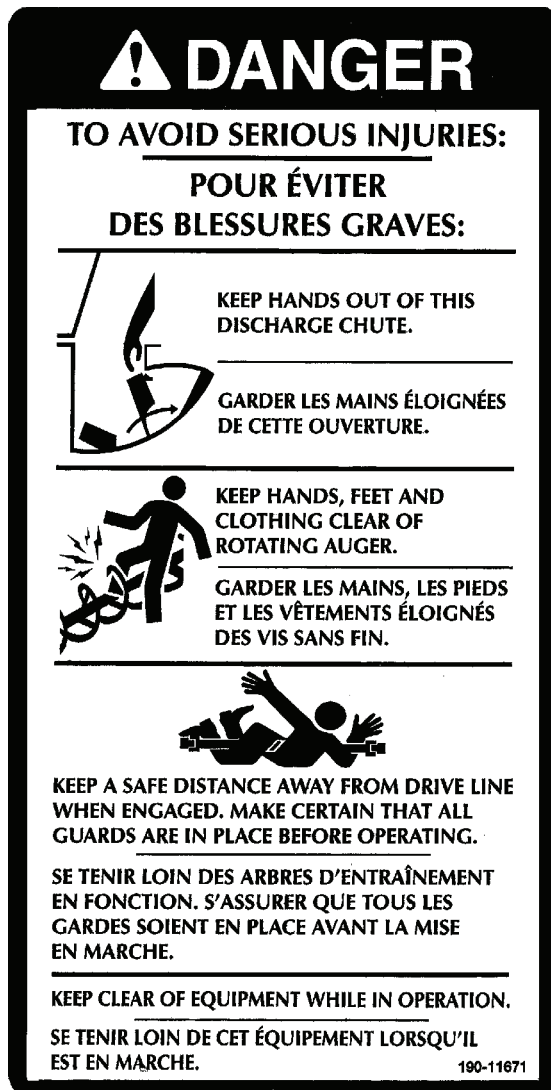 DANGER
TO AVOID SERIOUS INJURIES:
POUR ÉVITER
DES BLESSURES GRAVES:
KEEP HANDS OUT OF THIS
DISCHARGE CHUTE.
GARDER LES MAINS ÉLOIGNÉES
DE CETTE OUVERTURE.
KEEP HANDS, FEET AND
CLOTHING CLEAR OF
ROTATING AUGER.
GARDER LES MAINS, LES PIEDS
ET LES VÊTEMENTS ÉLOIGNÉS
DES VIS SANS FIN.
KEEP A SAFE DISTANCE AWAY FROM DRIVE LINE
WHEN ENGAGED. MAKE CERTAIN THAT ALL
GUARDS ARE IN PLACE BEFORE OPERATING.
SE TENIR LOIN DES ARBRES D'ENTRAÎNEMENT
EN FONCTION. S'ASSURER QUE TOUS LES
GARDES SOIENT EN PLACE AVANT LA MISE
EN MARCHE.
KEEP CLEAR OF EQUIPMENT WHILE IN OPERATION.
SE TENIR LOIN DE CET ÉQUIPEMENT LORSQU'IL
EST EN MARCHE.
190-11671